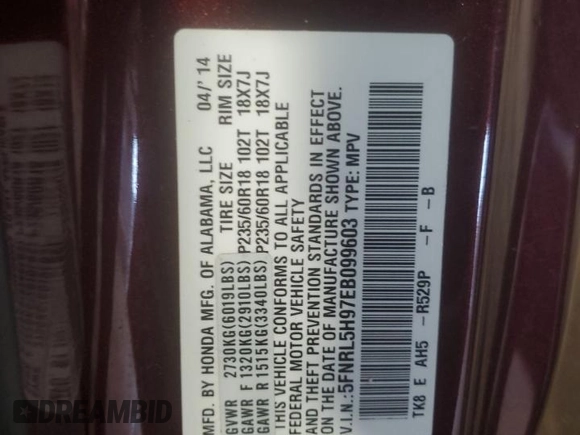 MFD. BY HONDA MFG. OF ALABAMA, LLC 04/'14
TIRE SIZE RIM SIZE
GVWR 2730KG(6019LBS)
GAWR F 1320KG(2910LBS) P235/60R18 102T 18X7J
GAWR R 1515KG(3340LBS) P235/60R18 102T 18X7J
THIS VEHICLE CONFORMS TO ALL APPLICABLE
FEDERAL MOTOR VEHICLE SAFETY
AND THEFT PREVENTION STANDARDS IN EFFECT
ON THE DATE OF MANUFACTURE SHOWN ABOVE.
V.I.N.: 5FNRL5H97EB099603 TYPE: MPV
TK8 E AH5 - R529P - F - B
DREAMBID